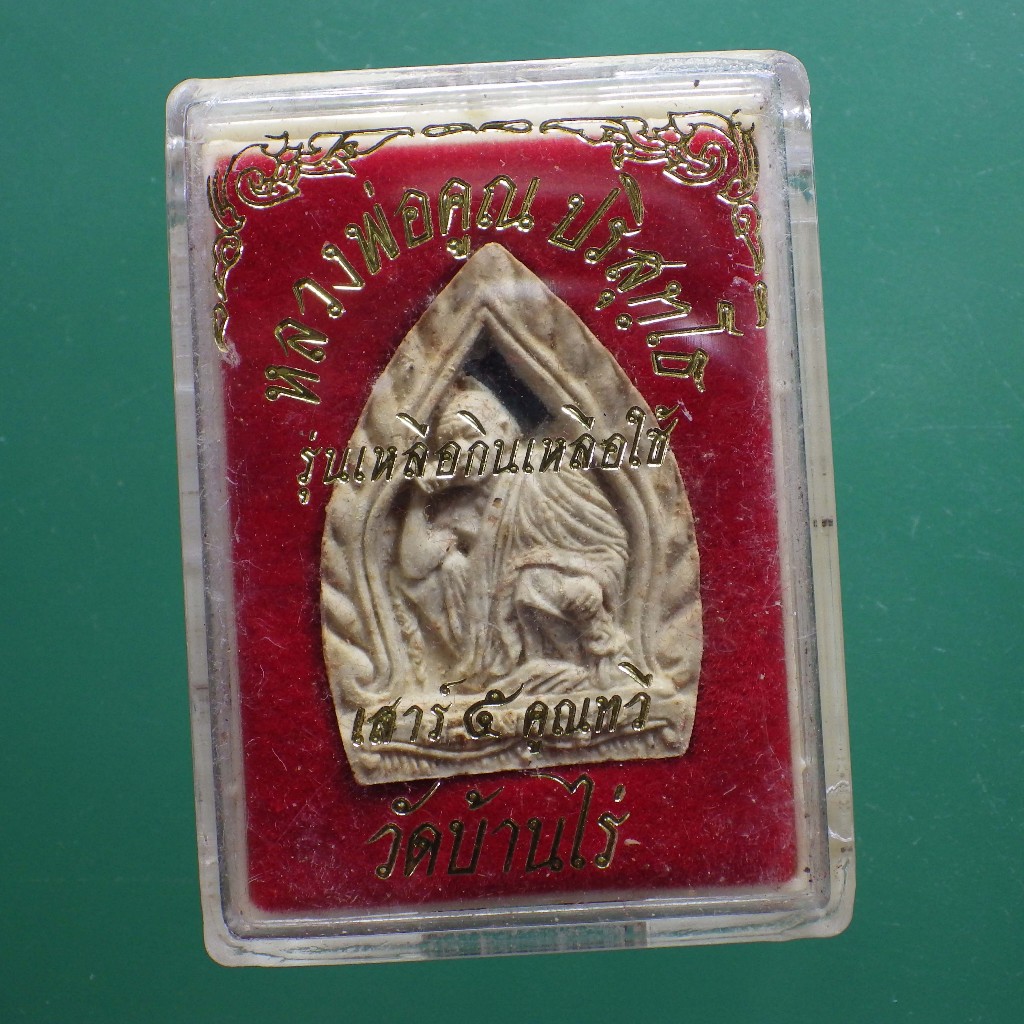 หลวงพ่อคูณ ปริสุทฺโธ
รุ่นเหลือกินเหลือใช้
เสาร์ ๕ คูณทวี
วัดบ้านไร่